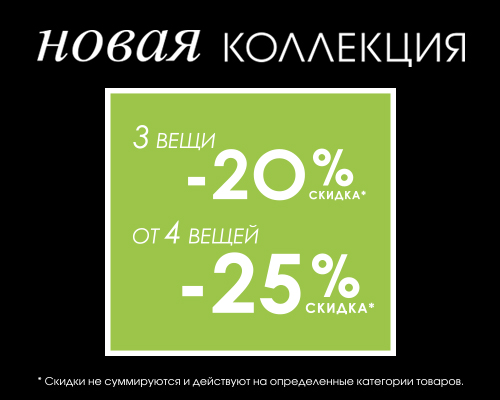 новая КОЛЛЕКЦИЯ
3 ВЕЩИ
-20%
СКИДКА*
ОТ 4 ВЕЩЕЙ
-25%
СКИДКА*
* Скидки не суммируются и действуют на определенные категории товаров.